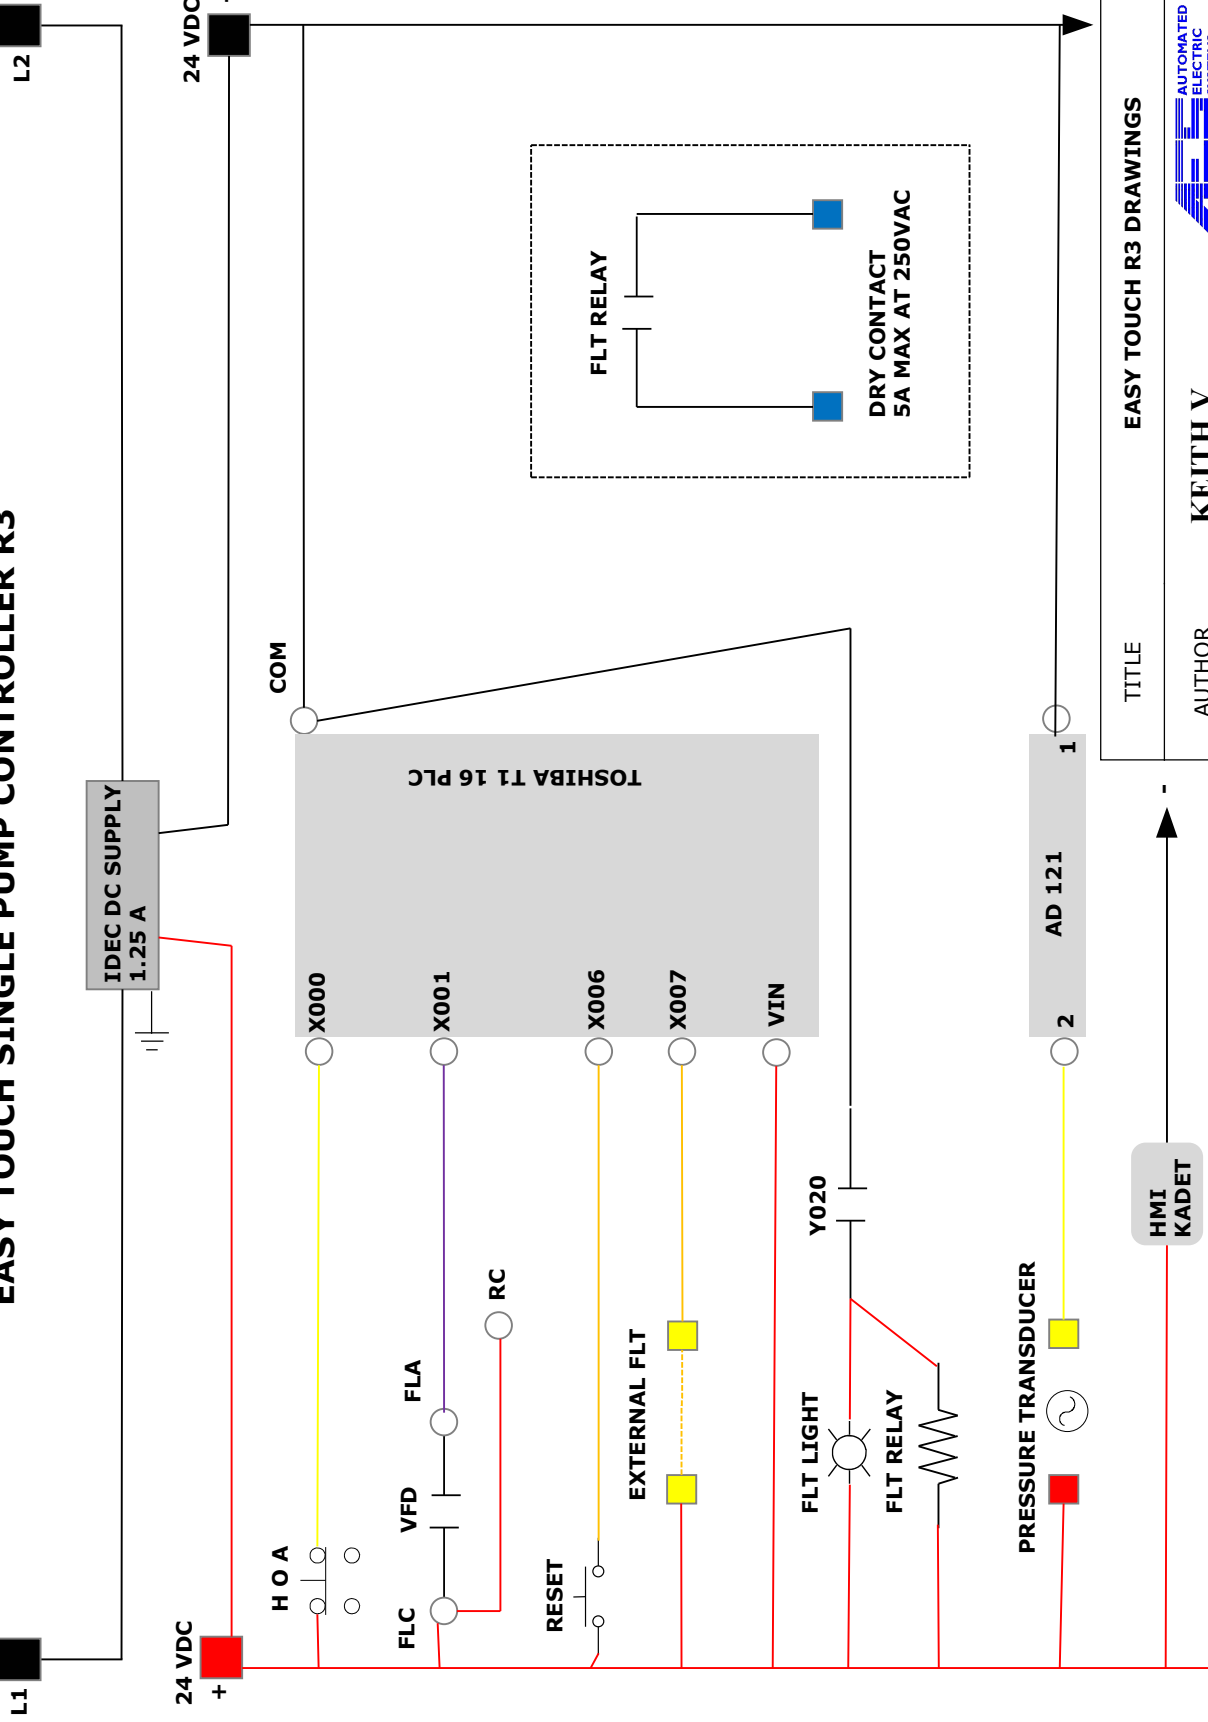 EASY TOUCH SINGLE PUMP CONTROLLER R3
L1
L2
IDEC DC SUPPLY
1.25 A
24 VDC
+
24 VDC
-
H O A
X000
COM
TOSHIBA T1 16 PLC
FLC
VFD
FLA
X001
RC
RESET
X006
EXTERNAL FLT
X007
VIN
FLT RELAY
DRY CONTACT
5A MAX AT 250VAC
FLT LIGHT
Y020
FLT RELAY
PRESSURE TRANSDUCER
2
AD 121
1
HMI
KADET
-
TITLE
EASY TOUCH R3 DRAWINGS
AUTHOR
KEITH V
AES
AUTOMATED
ELECTRIC